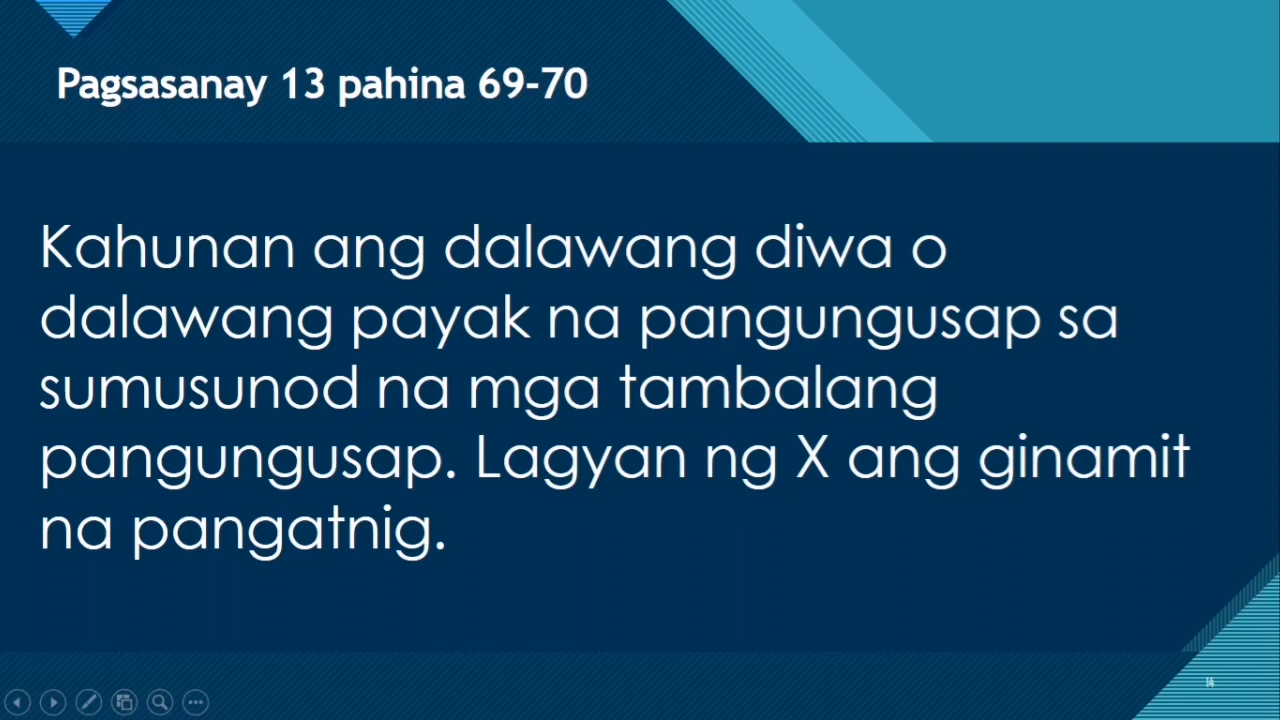 Pagsasanay 13 pahina 69-70
Kahunan ang dalawang diwa o
dalawang payak na pangungusap sa
sumusunod na mga tambalang
pangungusap. Lagyan ng X ang ginamit
na pangatnig.
14